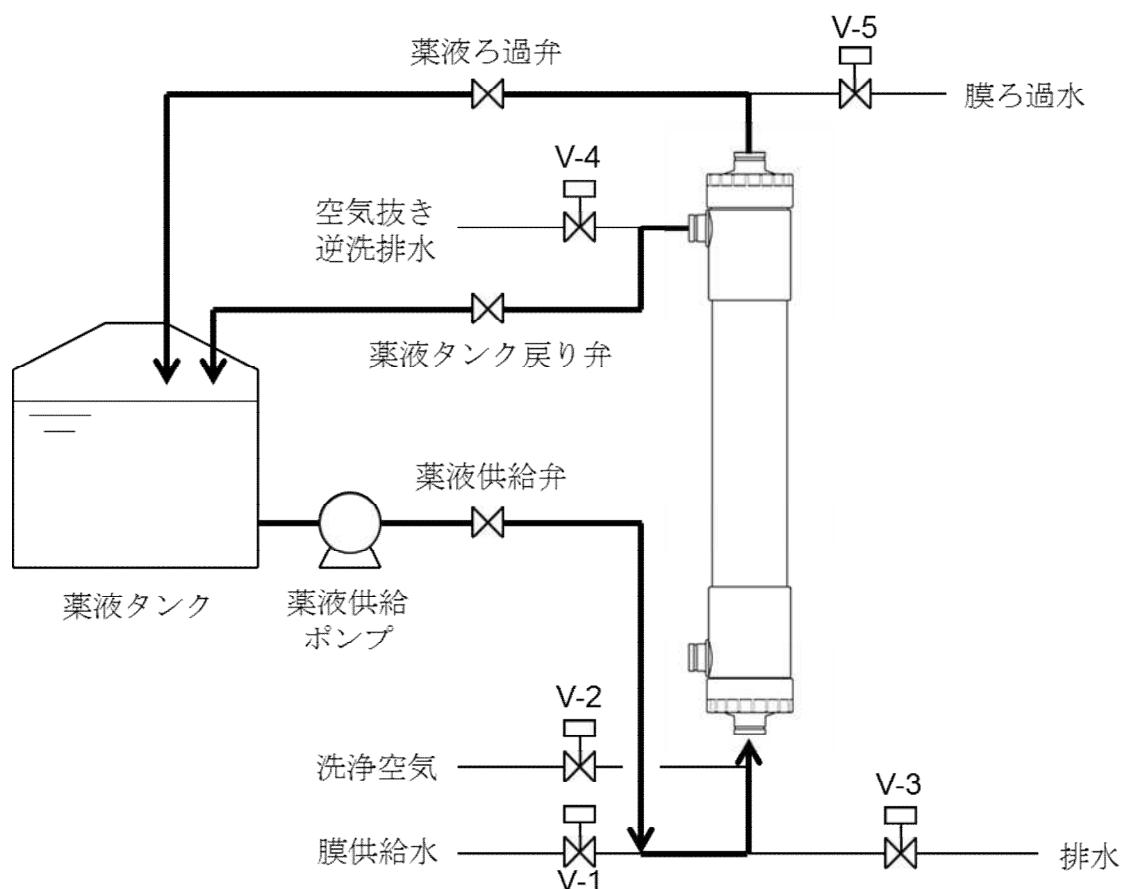 V-5
薬液ろ過弁
膜ろ過水
V-4
空気抜き
逆洗排水
薬液タンク戻り弁
薬液供給弁
薬液タンク
薬液供給
ポンプ
V-2
洗浄空気
V-3
膜供給水
V-1
排水